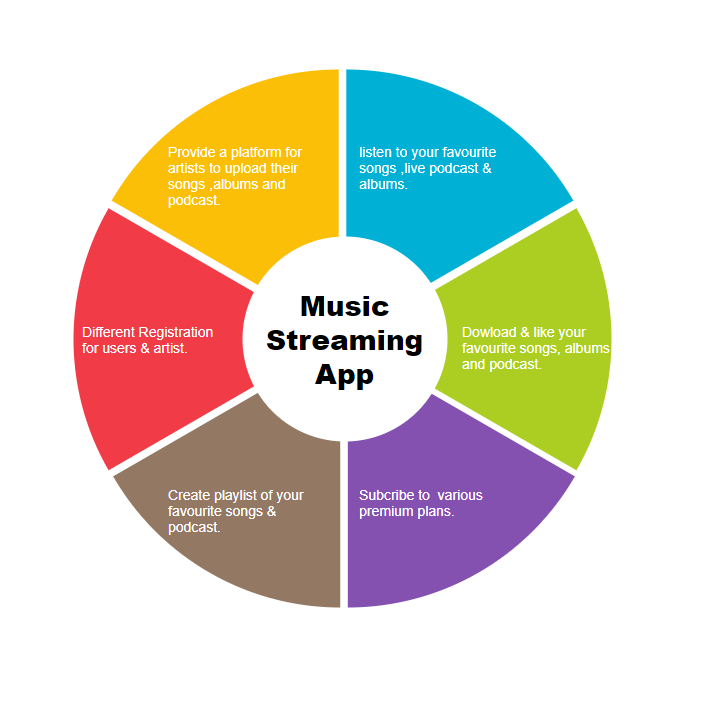 Provide a platform for
artists to upload their
songs ,albums and
podcast.
listen to your favourite
songs ,live podcast &
albums.
Different Registration
for users & artist.
Music
Streaming
App
Dowload & like your
favourite songs, albums
and podcast.
Create playlist of your
favourite songs &
podcast.
Subcribe to  various
premium plans.